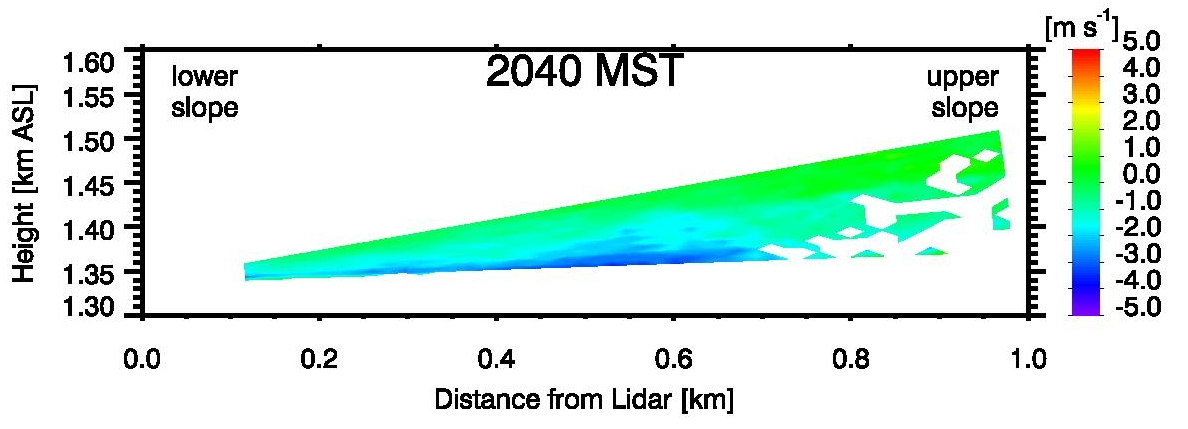 2040 MST
lower
slope
upper
slope
[m s-1]
5.0
4.0
3.0
2.0
1.0
0.0
-1.0
-2.0
-3.0
-4.0
-5.0
Height [km ASL]
1.60
1.55
1.50
1.45
1.40
1.35
1.30
0.0 0.2 0.4 0.6 0.8 1.0
Distance from Lidar [km]